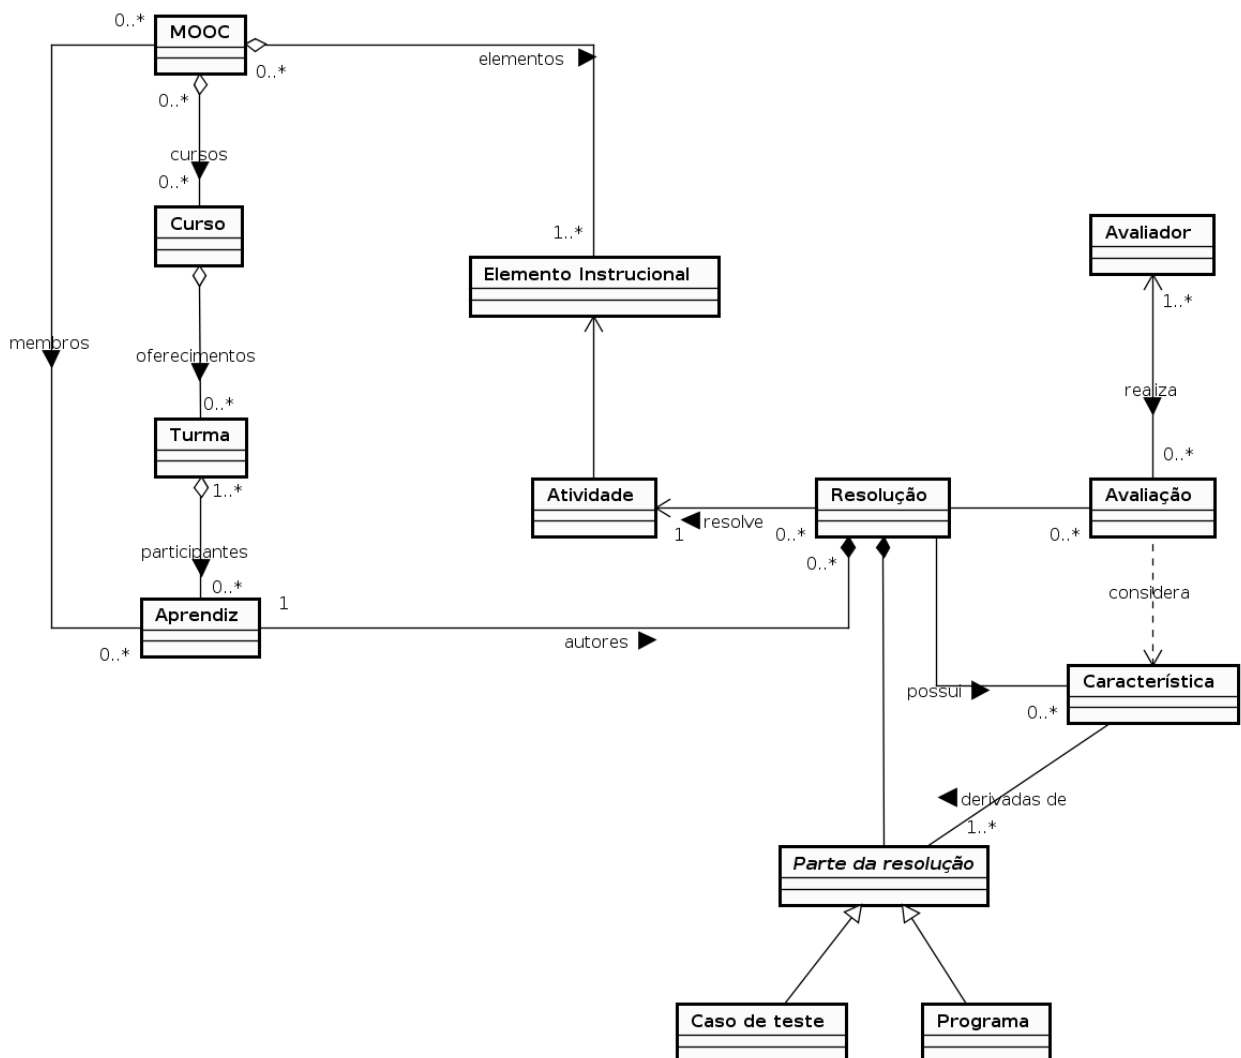 0..*
MOOC
elementos
0..*
0..*
cursos
0..*
Curso
1..*
Avaliador
Elemento Instrucional
1..*
membros
oferecimentos
realiza
0..*
0..*
Turma
Atividade
Resolução
Avaliação
1..*
resolve
1
0..*
0..*
0..*
participantes
0..*
considera
1
Aprendiz
autores
0..*
Característica
possui
0..*
derivadas de
1..*
Parte da resolução
Caso de teste
Programa